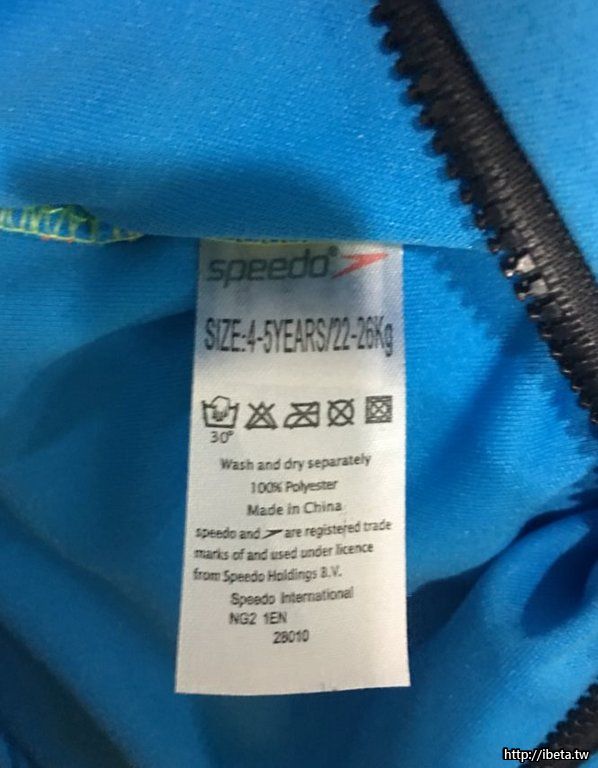 speedo
SIZE:4-5YEARS/22-26Kg
30°
Wash and dry separately
100% Polyester
Made in China
speedo and are registered trade
marks of and used under licence
from Speedo Holdings B.V.
Speedo International
NG2 1EN
28010
http://ibeta.tw